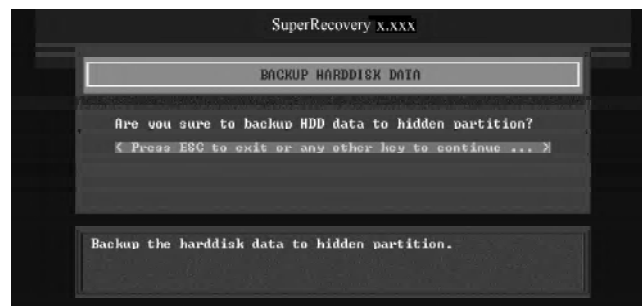 SuperRecovery x.xxx
BACKUP HARDDISK DATA
Are you sure to backup HDD data to hidden partition?
< Press ESC to exit or any other key to continue ... >
Backup the harddisk data to hidden partition.